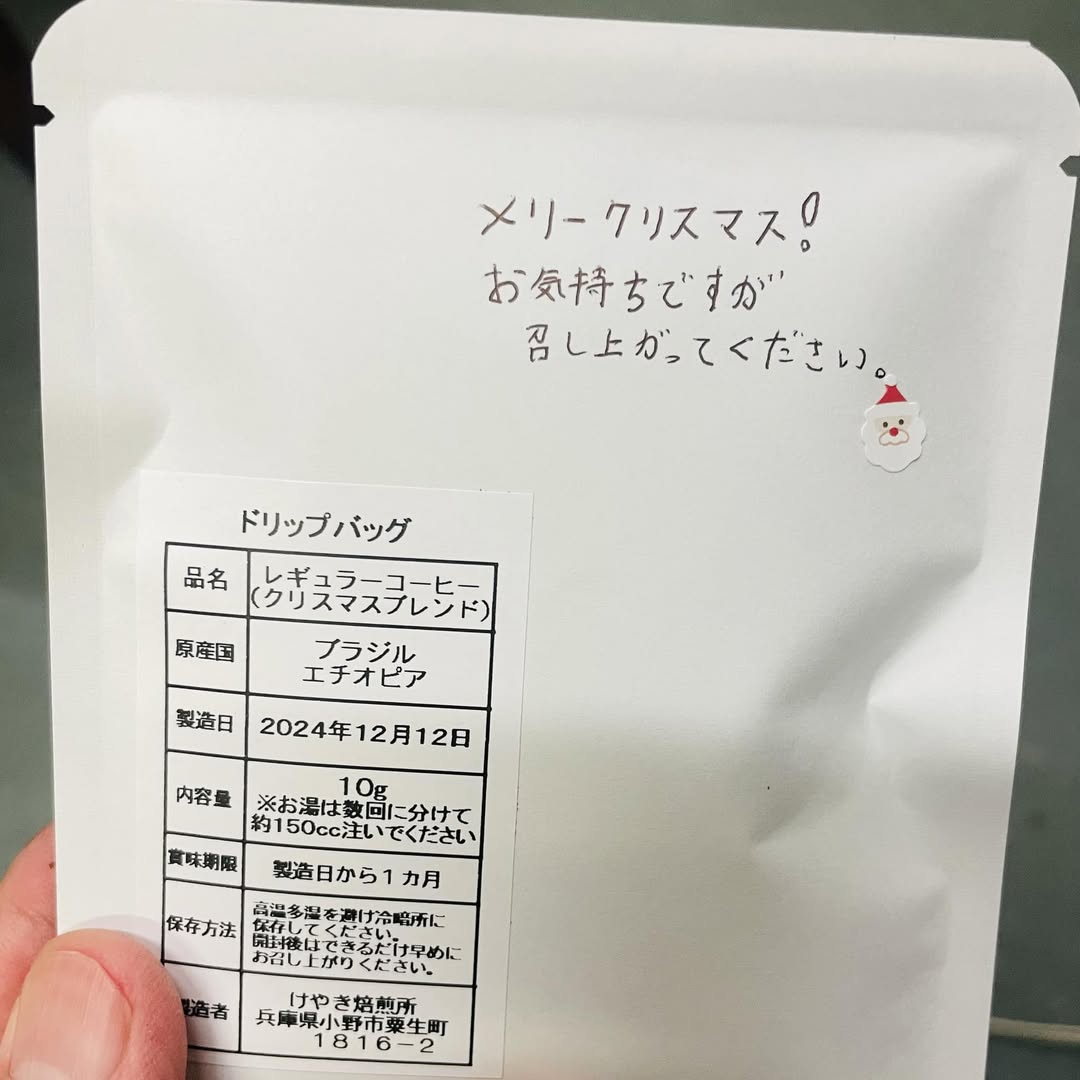 メリークリスマス!
お気持ちですが
召し上がってください。
ドリップバッグ
品名
レギュラーコーヒー
(クリスマスブレンド)
原産国
ブラジル
エチオピア
製造日
2024年12月12日
内容量
10g
※お湯は数回に分けて
約150cc注いでください
賞味期限
製造日から1カ月
保存方法
高温多湿を避け冷暗所に
保存してください。
開封後はできるだけ早めに
お召し上がりください。
製造者
けやき焙煎所
兵庫県小野市粟生町
1816-2